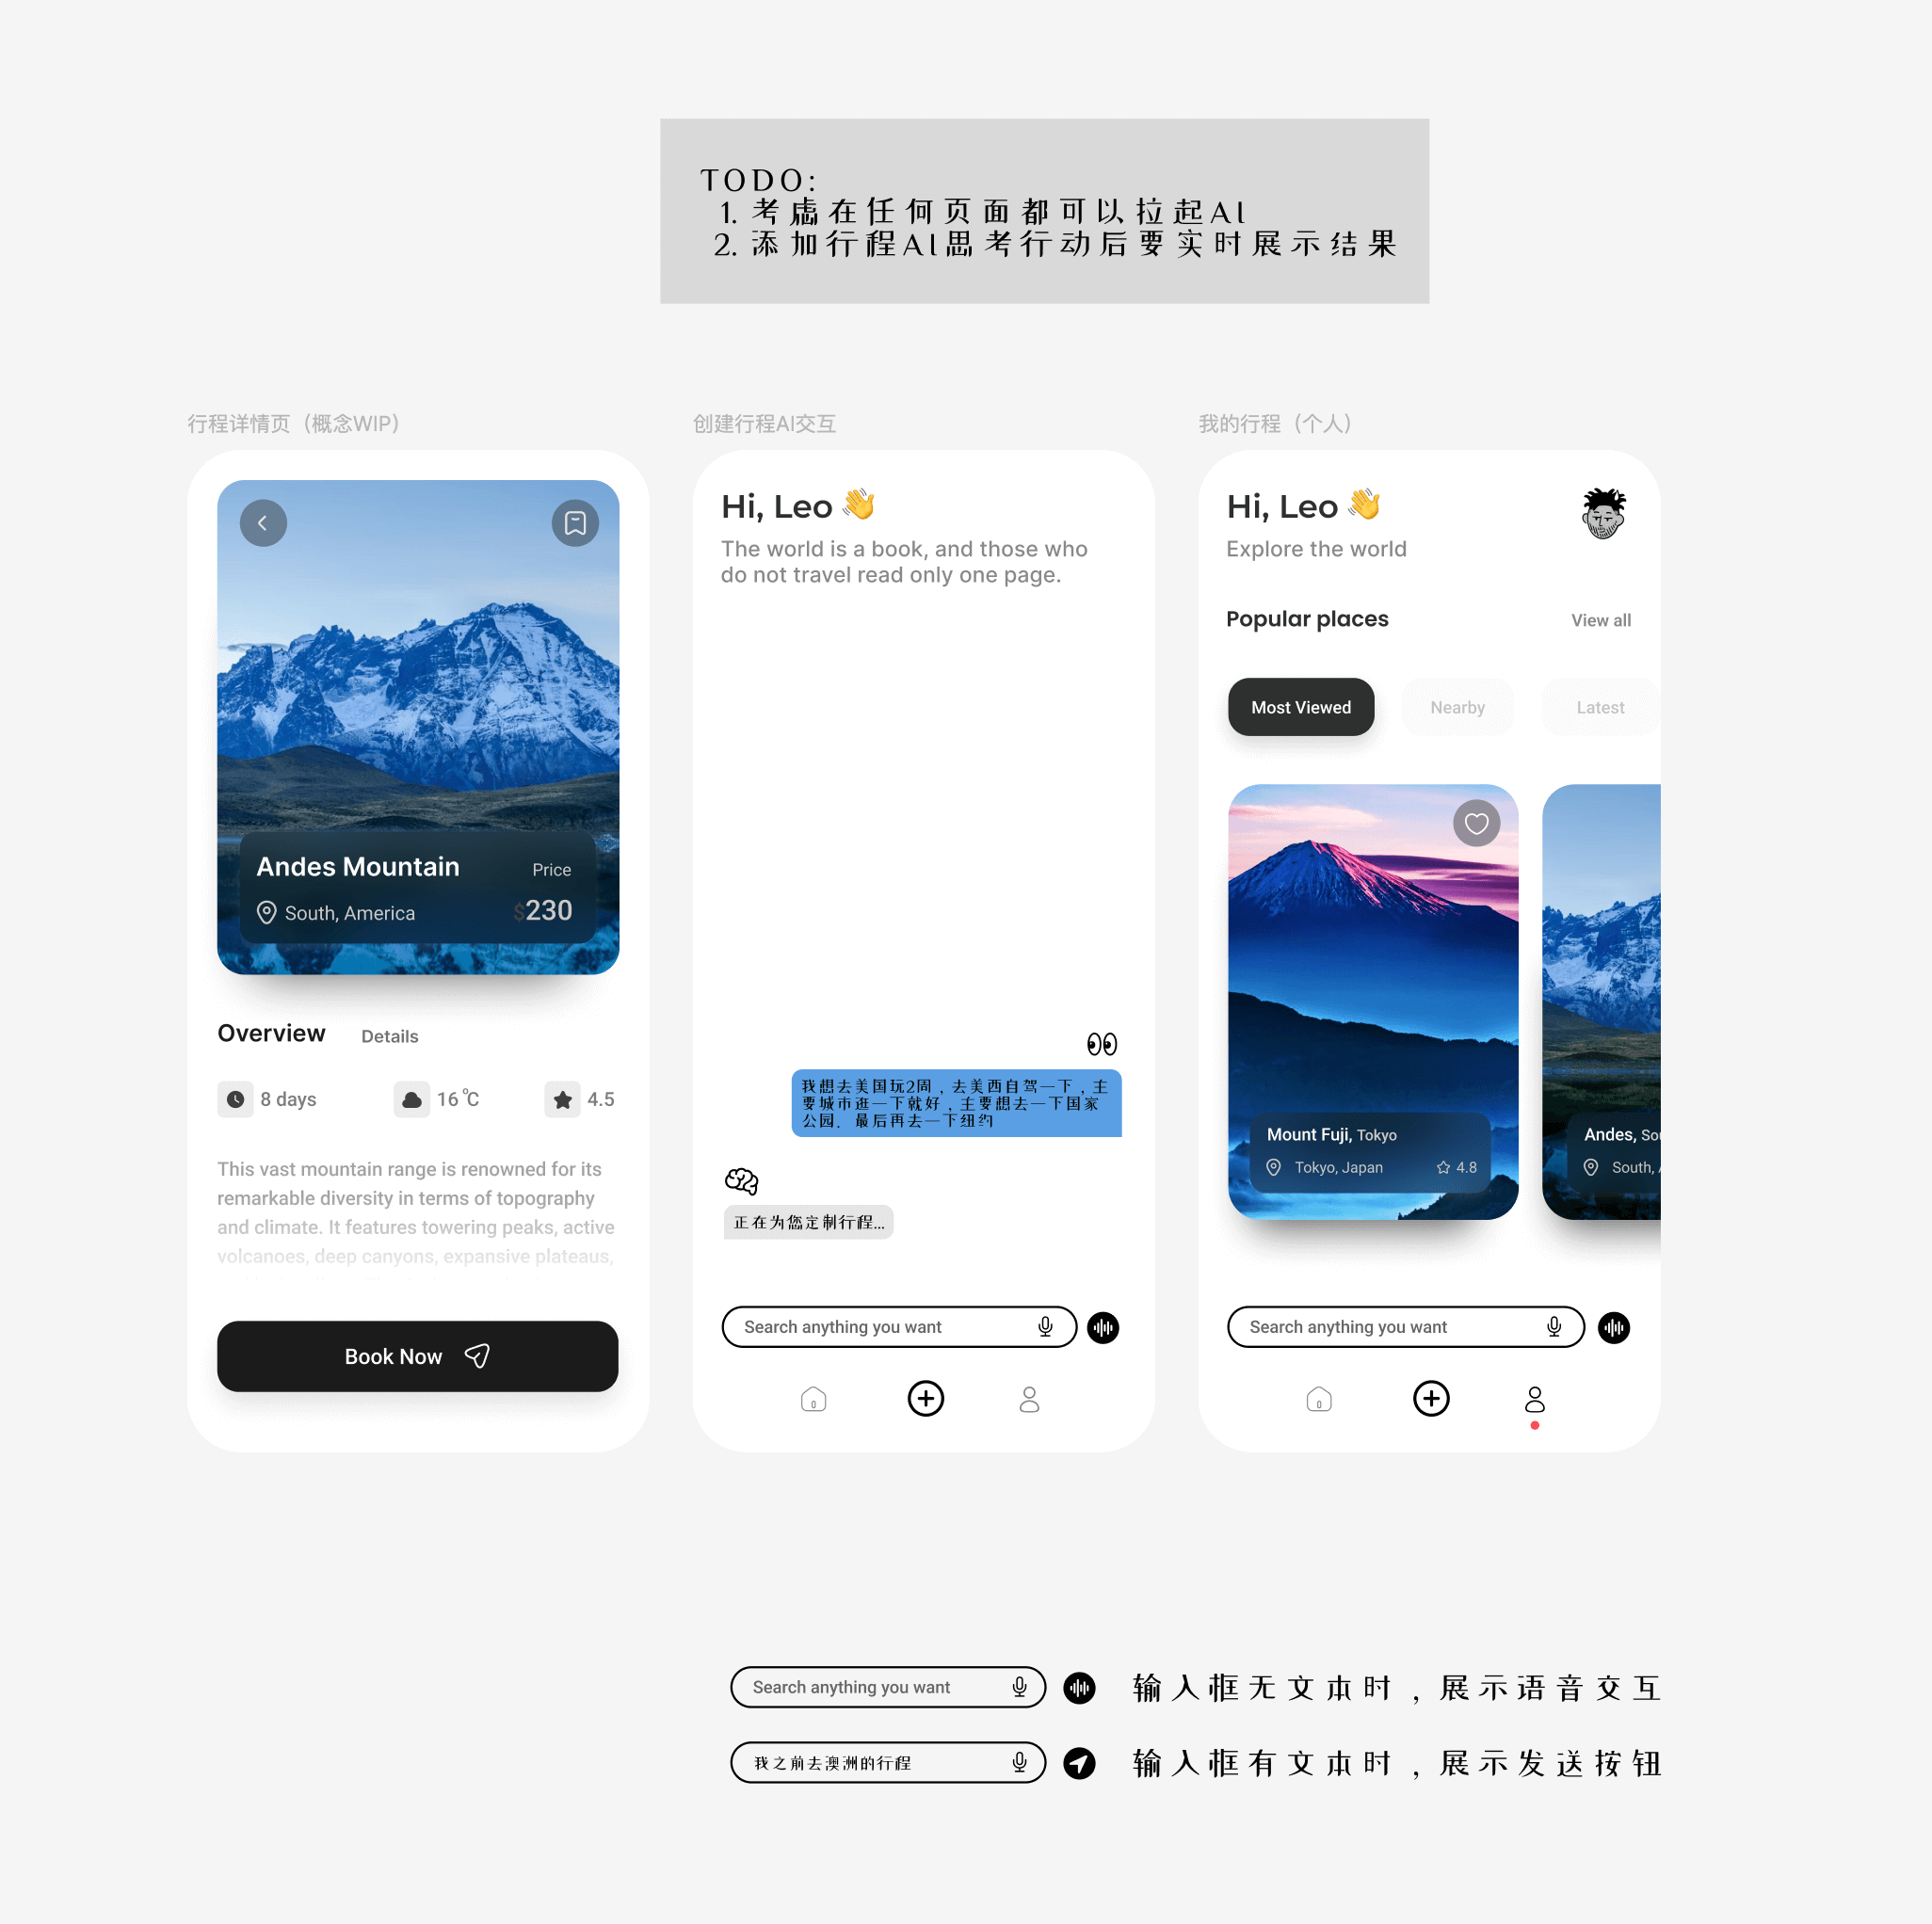 TODO:
1. 考虑在任何页面都可以拉起AI
2. 添加行程AI思考行动后要实时展示结果
行程详情页（概念WIP）
Andes Mountain
Price
South, America
$230
Overview
Details
8 days
16 °C
4.5
This vast mountain range is renowned for its
remarkable diversity in terms of topography
and climate. It features towering peaks, active
volcanoes, deep canyons, expansive plateaus,
Book Now
创建行程AI交互
Hi, Leo 👋
The world is a book, and those who
do not travel read only one page.
我想去美国玩2周，去美西自驾一下，主
要城市逛一下就好，主要想去一下国家
公园．最后再去一下纽约
正在为您定制行程...
Search anything you want
我的行程（个人）
Hi, Leo 👋
Explore the world
Popular places
View all
Most Viewed
Nearby
Latest
Mount Fuji, Tokyo
Tokyo, Japan
4.8
Andes,
South,
Search anything you want
Search anything you want
输入框无文本时，展示语音交互
我之前去澳洲的行程
输入框有文本时，展示发送按钮